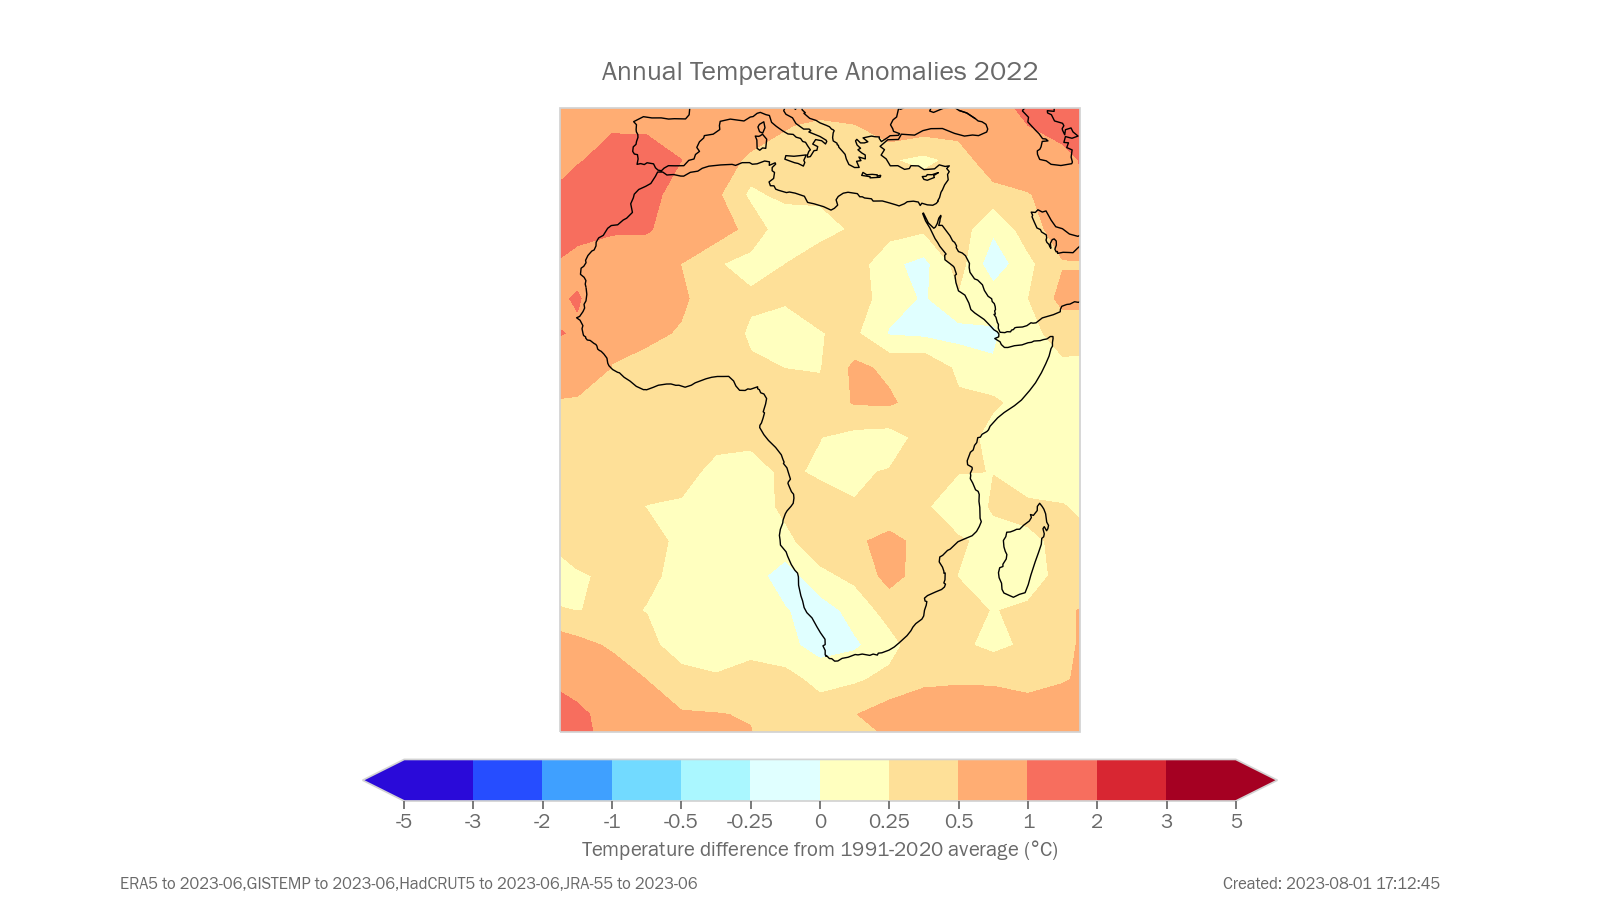 Annual Temperature Anomalies 2022
-5 -3 -2 -1 -0.5 -0.25 0 0.25 0.5 1 2 3 5
Temperature difference from 1991-2020 average (°C)
ERA5 to 2023-06,GISTEMP to 2023-06,HadCRUT5 to 2023-06,JRA-55 to 2023-06
Created: 2023-08-01 17:12:45